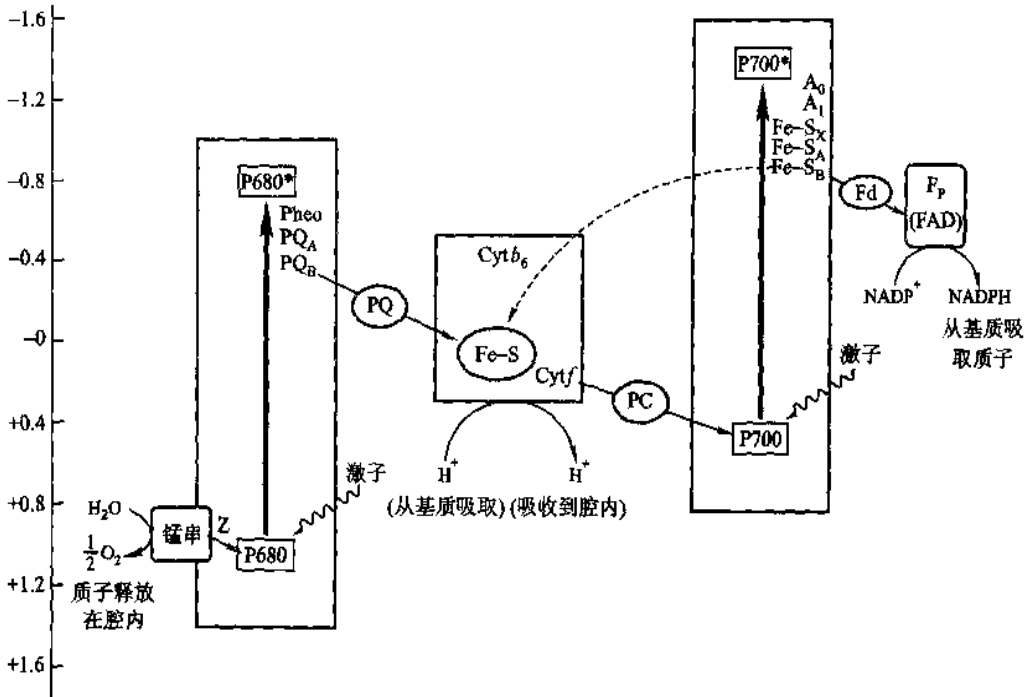 −1.6
−1.2
−0.8
−0.4
−0
+0.4
+0.8
+1.2
+1.6
P680*
Pheo
PQA
PQB
PQ
激子
H2O
1/2 O2
锰串
Z
P680
质子释放
在腔内
Cytb6
Fe–S
Cytf
H+
H+
(从基质吸取) (吸收到腔内)
PC
P700*
A0
A1
Fe–SX
Fe–SA
Fe–SB
激子
P700
Fd
FP
(FAD)
NADP+
NADPH
从基质吸
取质子